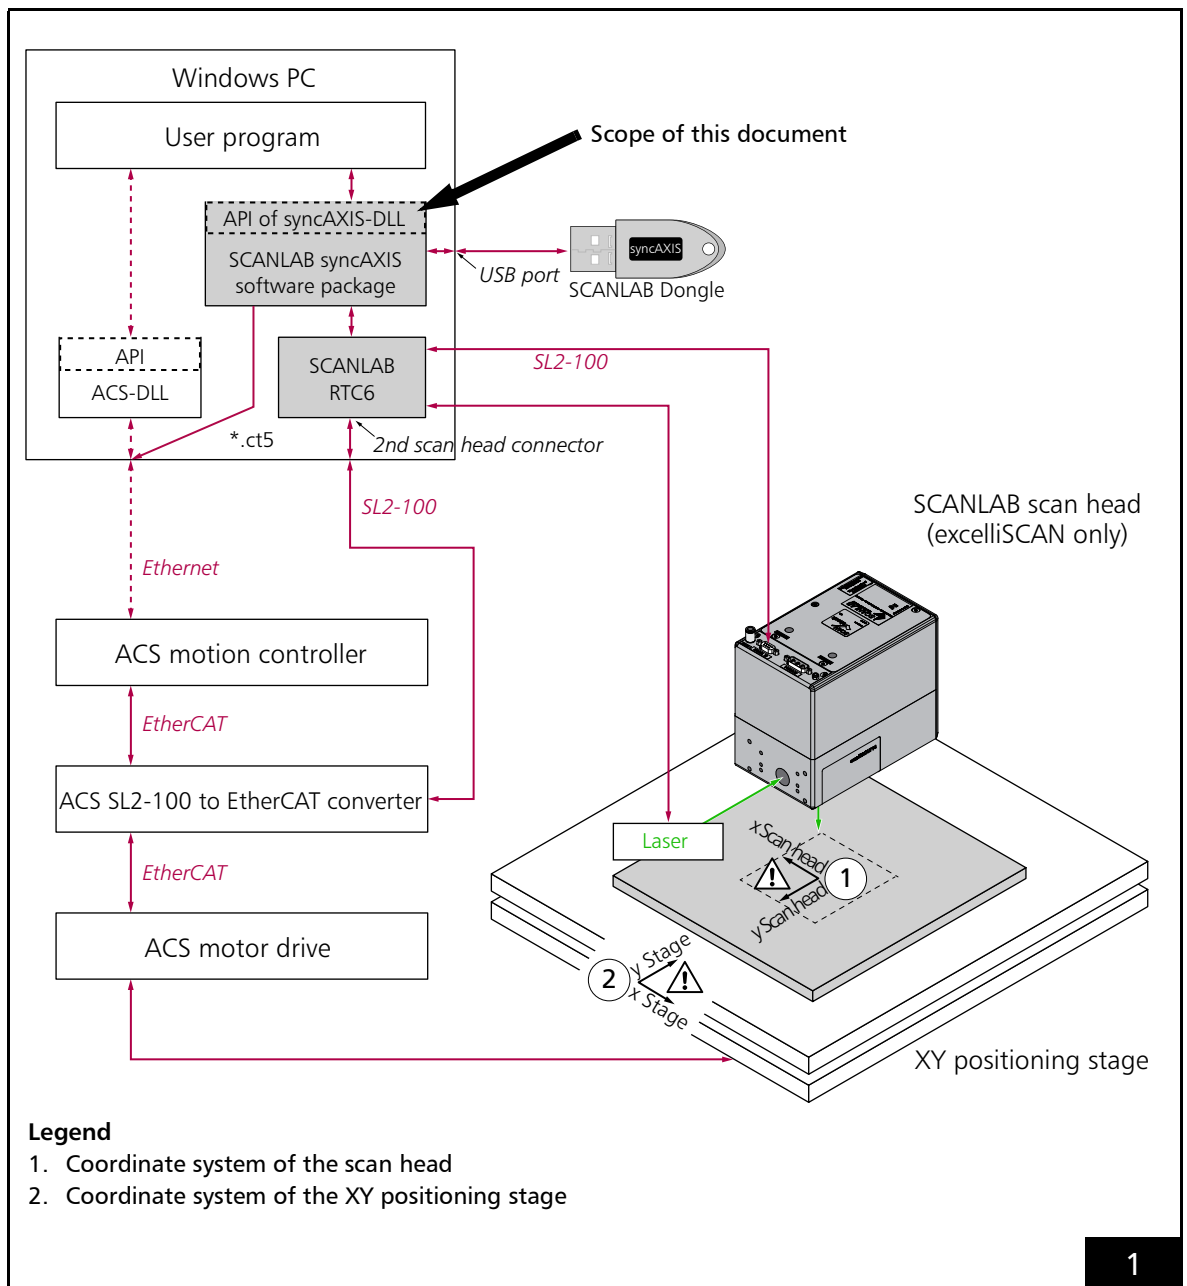 Windows PC
User program
Scope of this document
API of syncAXIS-DLL
SCANLAB syncAXIS
software package
USB port
syncAXIS
SCANLAB Dongle
API
ACS-DLL
SCANLAB
RTC6
SL2-100
*.ct5
2nd scan head connector
SL2-100
Ethernet
SCANLAB scan head
(excelliSCAN only)
ACS motion controller
EtherCAT
ACS SL2-100 to EtherCAT converter
EtherCAT
ACS motor drive
Laser
x Scan head
y Scan head
1
2
y Stage
x Stage
XY positioning stage
Legend
1. Coordinate system of the scan head
2. Coordinate system of the XY positioning stage
1